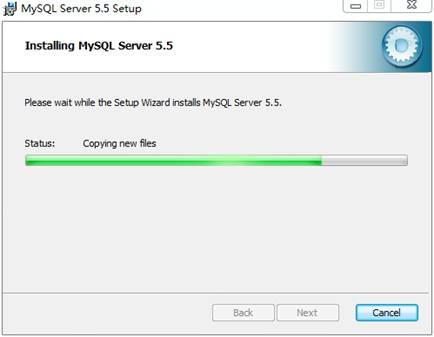 MySQL Server 5.5 Setup
Installing MySQL Server 5.5
Please wait while the Setup Wizard installs MySQL Server 5.5.
Status: Copying new files
Back Next Cancel